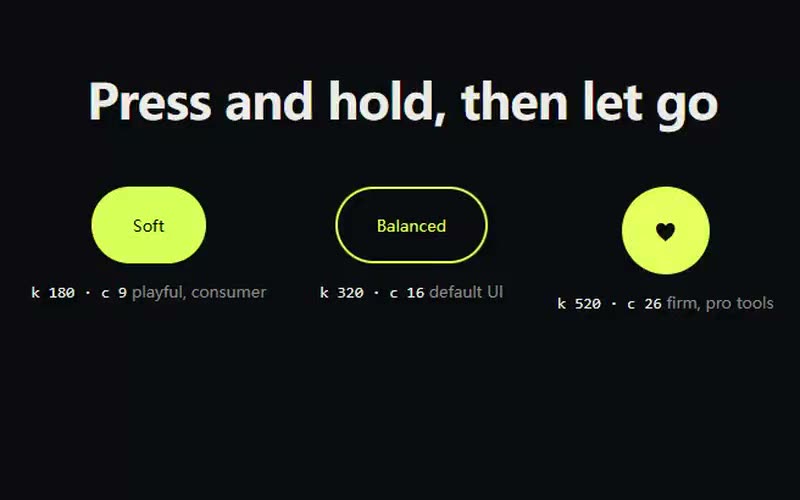 Press and hold, then let go
Soft
Balanced
k 180 · c 9 playful, consumer
k 320 · c 16 default UI
k 520 · c 26 firm, pro tools